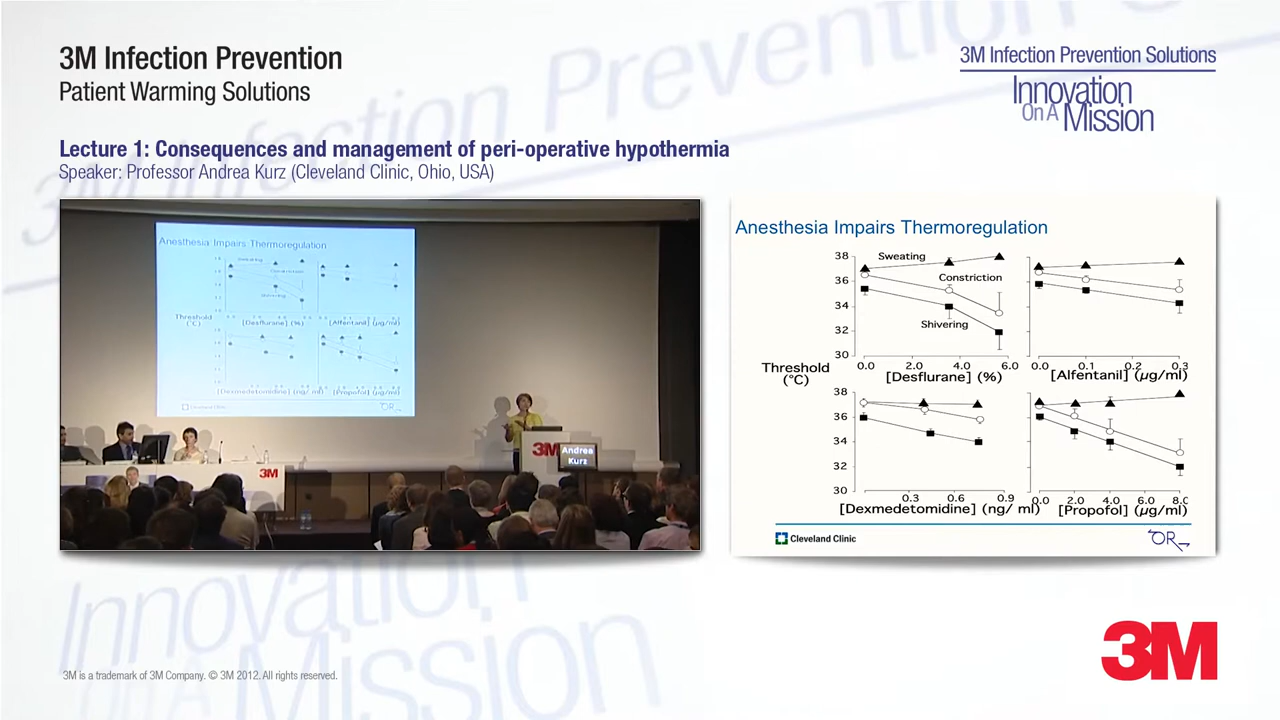 3M Infection Prevention
Patient Warming Solutions
3M Infection Prevention Solutions
Innovation
On A Mission
Lecture 1: Consequences and management of peri-operative hypothermia
Speaker: Professor Andrea Kurz (Cleveland Clinic, Ohio, USA)
Anesthesia Impairs Thermoregulation
Sweating
Constriction
Shivering
Threshold
(°C)
[Desflurane] (%) [Alfentanil] (µg/ml)
[Dexmedetomidine] (ng/ ml) [Propofol] (µg/ml)
Cleveland Clinic
3M
3M
Andrea
Kurz
Anesthesia Impairs Thermoregulation
38
36
34
32
30
Sweating
Constriction
Shivering
0.0 2.0 4.0 6.0
[Desflurane] (%)
0.0 0.1 0.2 0.3
[Alfentanil] (µg/ml)
Threshold
(°C)
38
36
34
32
30
0.3 0.6 0.9
[Dexmedetomidine] (ng/ ml)
0.0 2.0 4.0 6.0 8.0
[Propofol] (µg/ml)
Cleveland Clinic
OR
3M
3M is a trademark of 3M Company. © 3M 2012. All rights reserved.
3M Infection Prevention
Innovation
On A Mission